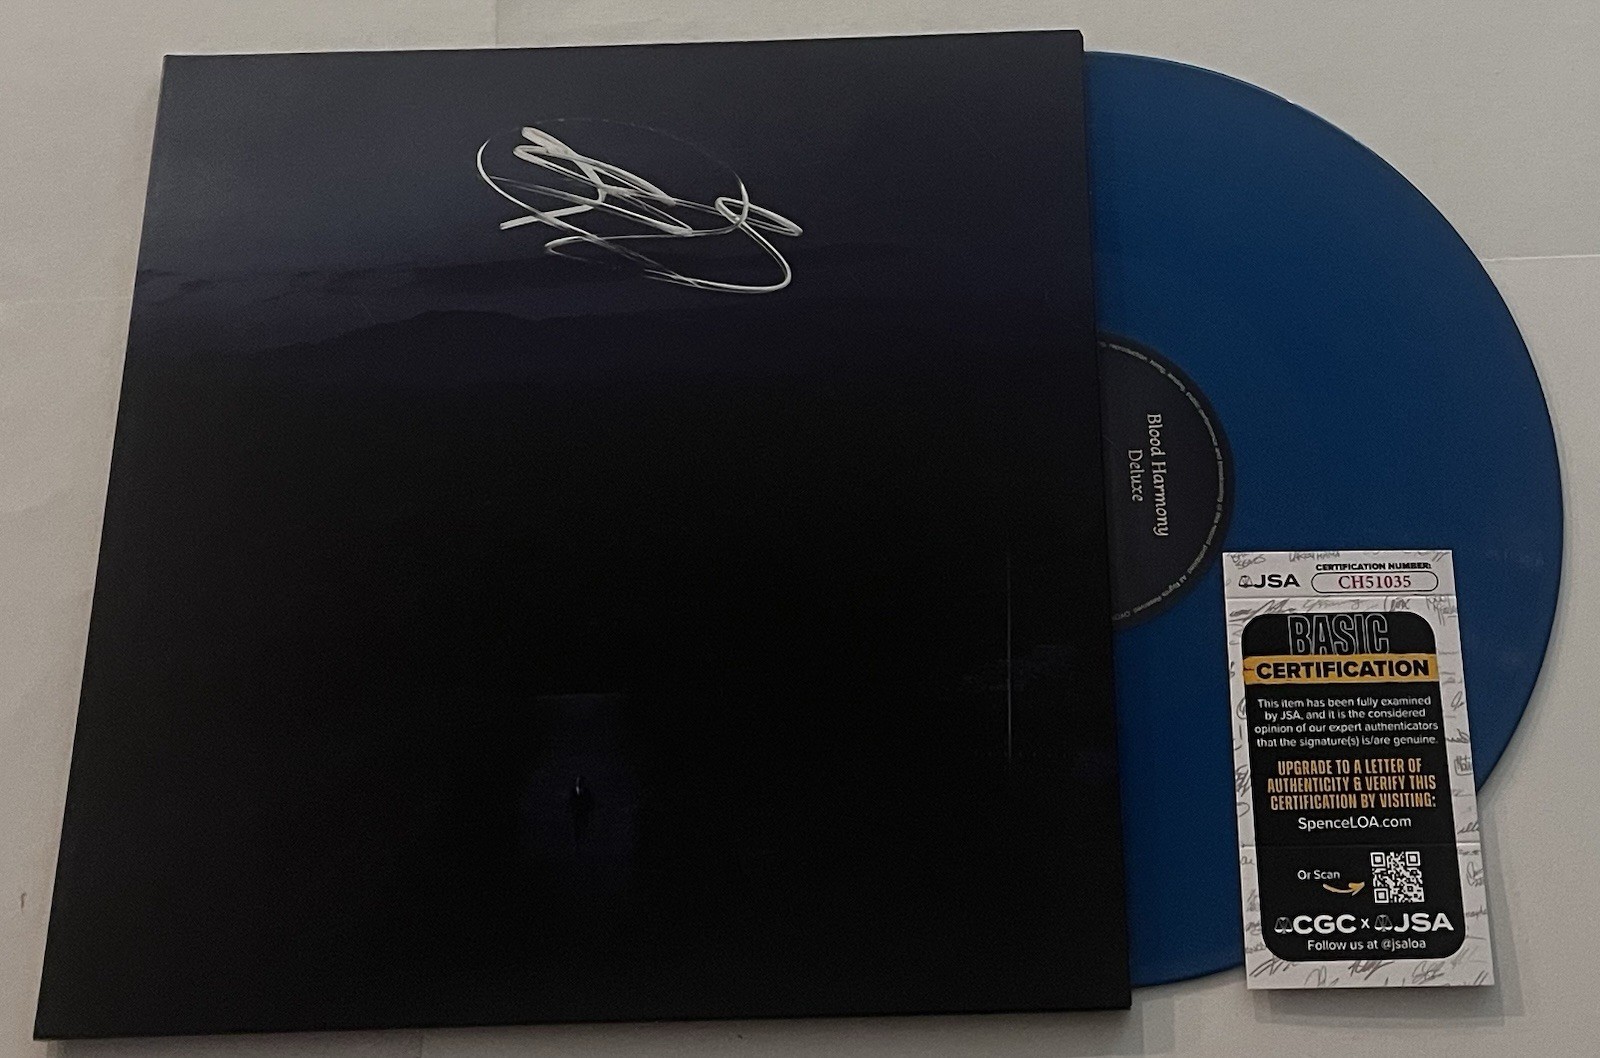 Blood Harmony
Deluxe
JSA
CERTIFICATION NUMBER:
CH51035
BASIC
CERTIFICATION
This item has been fully examined
by JSA, and it is the considered
opinion of our expert authenticators
that the signature(s) is/are genuine.
UPGRADE TO A LETTER OF
AUTHENTICITY & VERIFY THIS
CERTIFICATION BY VISITING:
SpenceLOA.com
Or Scan
CGC x JSA
Follow us at @jsaloa